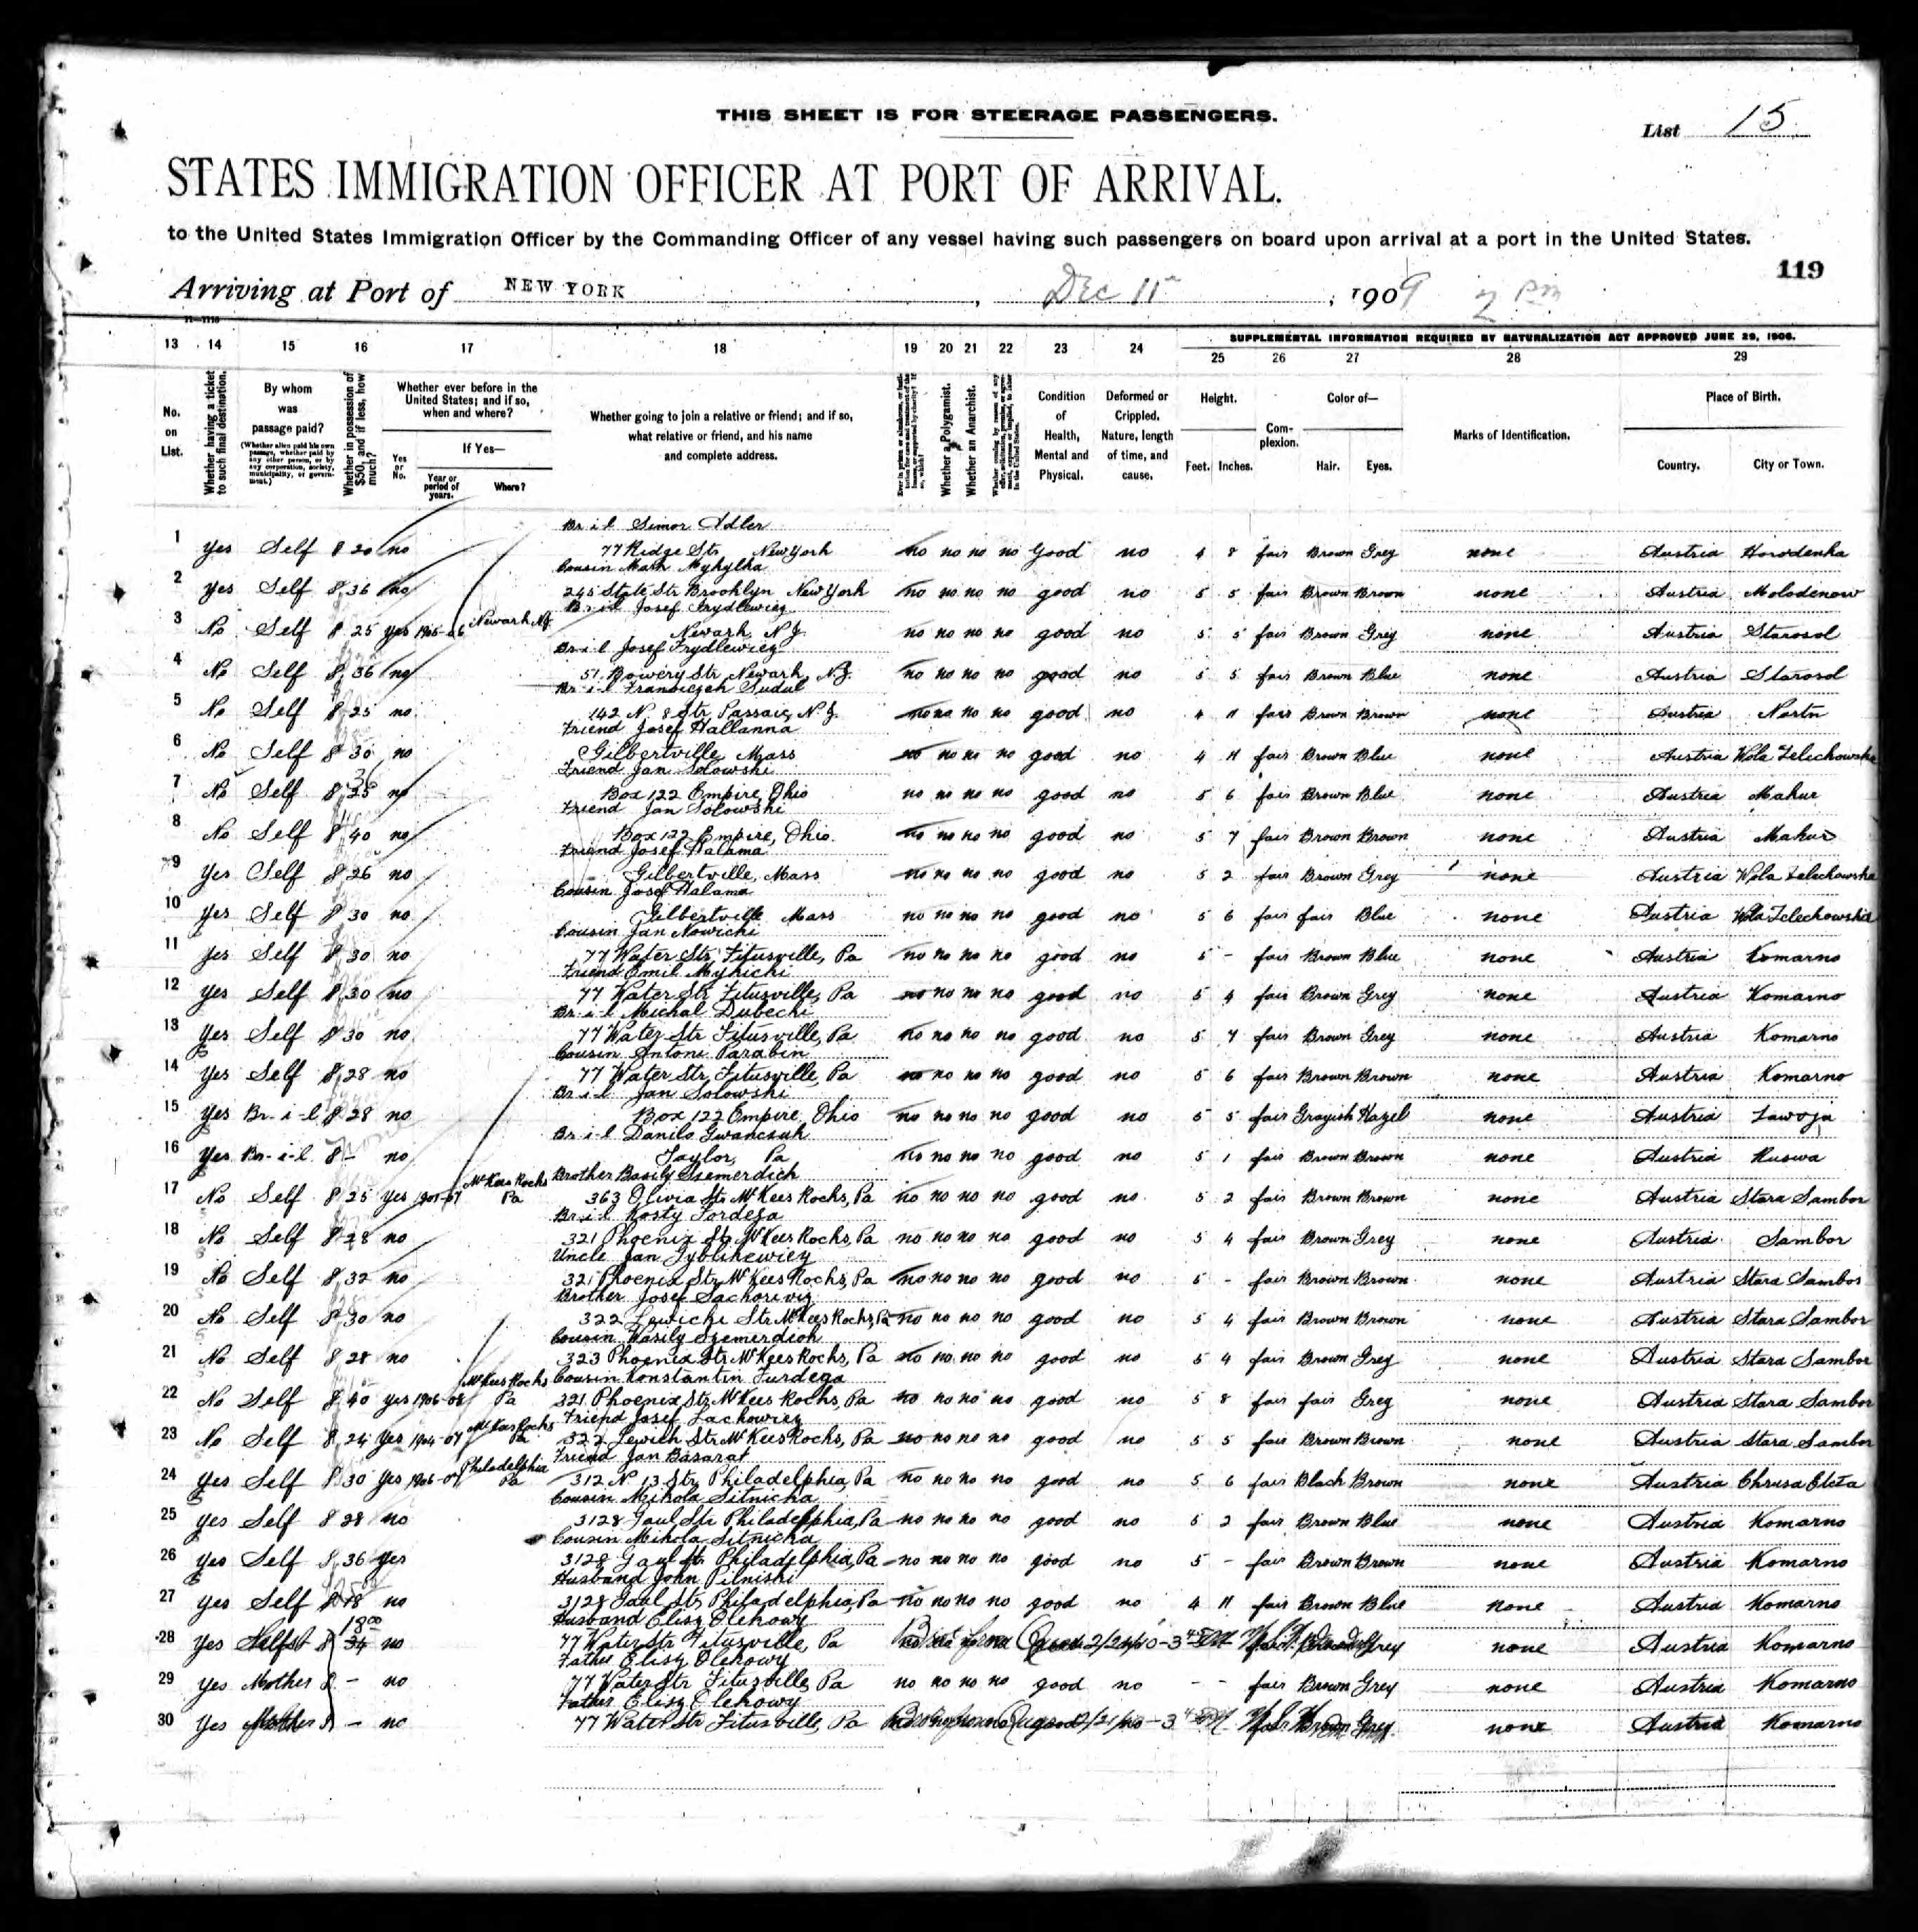 THIS SHEET IS FOR STEERAGE PASSENGERS.
List 15
STATES IMMIGRATION OFFICER AT PORT OF ARRIVAL.
to the United States Immigration Officer by the Commanding Officer of any vessel having such passengers on board upon arrival at a port in the United States.
119
Arriving at Port of NEW YORK, Dec 11, 1909 2 PM
13 14 15 16 17 18 19 20 21 22 23 24 SUPPLEMENTAL INFORMATION REQUIRED BY NATURALIZATION ACT APPROVED JUNE 29, 1906.
25 26 27 28 29
No. on List.
Whether having a ticket to such final destination.
By whom was passage paid?
(Whether alien paid his own passage, whether paid by any other person, or by any corporation, society, municipality, or government.)
Whether in possession of $50, and if less, how much?
Whether ever before in the United States; and if so, when and where?
Yes or No.
If Yes—
Year or period of years.
Where?
Whether going to join a relative or friend; and if so, what relative or friend, and his name and complete address.
Whether a Polygamist.
Whether an Anarchist.
Condition of Health, Mental and Physical.
Deformed or Crippled. Nature, length of time, and cause.
Height.
Feet. Inches.
Complexion.
Color of—
Hair. Eyes.
Marks of Identification.
Place of Birth.
Country. City or Town.
Br-i-l Simor Adler
1 Yes Self $ 20 no 77 Ridge Str New York no no no no Good no 4 8 fair Brown Grey none Austria Horodenka
Cousin Mykylka
2 Yes Self $ 36 no 245 State Str Brooklyn New York no no no no good no 5 5 fair Brown Brown none Austria Molodenow
Br-i-l Josef Frydlewicz
3 No Self $ 25 yes 1905-06 Newark NJ Newark N.J. no no no no good no 5 5 fair Brown Grey none Austria Starosol
Br-i-l Josef Frydlewicz
4 No Self $ 36 no 51 Bowery Str Newark, N.J. no no no no good no 5 5 fair Brown Blue none Austria Starosol
Br-i-l Franciszek Sudul
5 No Self $ 25 no 142 N 8 Str Passaic, N.J. no no no no good no 4 11 fair Brown Brown none Austria
Friend Josef Hallanna
6 No Self $ 30 no Gilbertville, Mass no no no no good no 4 11 fair Brown Blue none Austria Wola Zelechowska
Friend Jan Solowski
7 No Self $ 25 no Box 122 Empire, Ohio no no no no good no 5 6 fair Brown Blue none Austria Makur
Friend Jan Solowski
8 No Self $ 40 no Box 122 Empire, Ohio. no no no no good no 5 7 fair Brown Brown none Austria Makur
Friend Josef Halama
9 Yes Self $ 26 no Gilbertville, Mass no no no no good no 5 2 fair Brown Grey none Austria Wola Zelechowska
Cousin Josef Halama
10 Yes Self $ 30 no Gilbertville Mass no no no no good no 5 6 fair fair Blue none Austria Wola Zelechowska
Cousin Jan Nowicki
11 Yes Self $ 30 no 77 Water Str, Titusville, Pa no no no no good no 5 - fair Brown Blue none Austria Komarno
Friend Emil Mynicki
12 Yes Self $ 30 no 77 Water Str Titusville, Pa no no no no good no 5 4 fair Brown Grey none Austria Komarno
Br-i-l Michal Dubecki
13 Yes Self $ 30 no 77 Water Str Titusville, Pa no no no no good no 5 7 fair Brown Grey none Austria Komarno
Cousin Antoni Parabin
14 Yes Self $ 28 no 77 Water Str, Titusville, Pa no no no no good no 5 6 fair Brown Brown none Austria Komarno
Br-i-l Jan Solowski
15 Yes Br-i-l $ 28 no Box 122 Empire Ohio no no no no good no 5 5 fair Grayish Hazel none Austria Zawoja
Br-i-l Danilo Gwanczuk
16 Yes Br-i-l $ - no Taylor, Pa no no no no good no 5 1 fair Brown Brown none Austria Ruswa
Brother Basily Szemerdich
17 No Self $ 25 yes 1901-07 McKees Rocks Pa 363 Olivia Str McKees Rocks, Pa no no no no good no 5 2 fair Brown Brown none Austria Stara Sambor
Br-i-l Kosty Fordega
18 No Self $ 28 no 321 Phoenix Str McKees Rocks, Pa no no no no good no 5 4 fair Brown Grey none Austria Sambor
Uncle Jan Tyblikewicz
19 No Self $ 32 no 321 Phoenix Str McKees Rocks, Pa no no no no good no 5 - fair Brown Brown none Austria Stara Sambor
Brother Josef
20 No Self $ 30 no 322 Str McKees Rocks, Pa no no no no good no 5 4 fair Brown Brown none Austria Stara Sambor
Cousin Wasily Szemerdich
21 No Self $ 28 no 323 Phoenix Str McKees Rocks, Pa no no no no good no 5 4 fair Brown Grey none Austria Stara Sambor
Cousin Konstantin Furdega
22 No Self $ 40 yes 1906-08 McKees Rocks Pa 321 Phoenix Str McKees Rocks, Pa no no no no good no 5 8 fair fair Grey none Austria Stara Sambor
Friend Josef Lachowicz
23 No Self $ 24 yes 1904-07 McKees Rocks Pa 322 Str McKees Rocks, Pa no no no no good no 5 5 fair Brown Brown none Austria Stara Sambor
Friend Jan Basarat
24 Yes Self $ 30 yes Philadelphia Pa 312 N 13 Str Philadelphia, Pa no no no no good no 5 6 fair Black Brown none Austria
Cousin Mikola Sitnicka
25 yes Self $ 28 no 3128 Gaul Str Philadelphia, Pa no no no no good no 5 2 fair Brown Blue none Austria Komarno
Cousin Mikola Sitnicka
26 yes Self $ 36 yes 3128 Gaul Str Philadelphia, Pa no no no no good no 5 - fair Brown Brown none Austria Komarno
Husband John Pilniski
27 yes Self $ 18 no 3128 Gaul Str, Philadelphia, Pa no no no no good no 4 11 fair Brown Blue none Austria Komarno
Husband Elisz Olekowy
28 Yes no 77 Water Str Titusville, Pa Grey none Austria Komarno
Father Elisz Olekowy
29 yes Mother $ - no 77 Water Str Titusville Pa no no no no good no - - fair Brown Grey none Austria Komarno
Father Elisz Olekowy
30 Yes Mother $ - no 77 Water Str Titusville, Pa none Austria Komarno